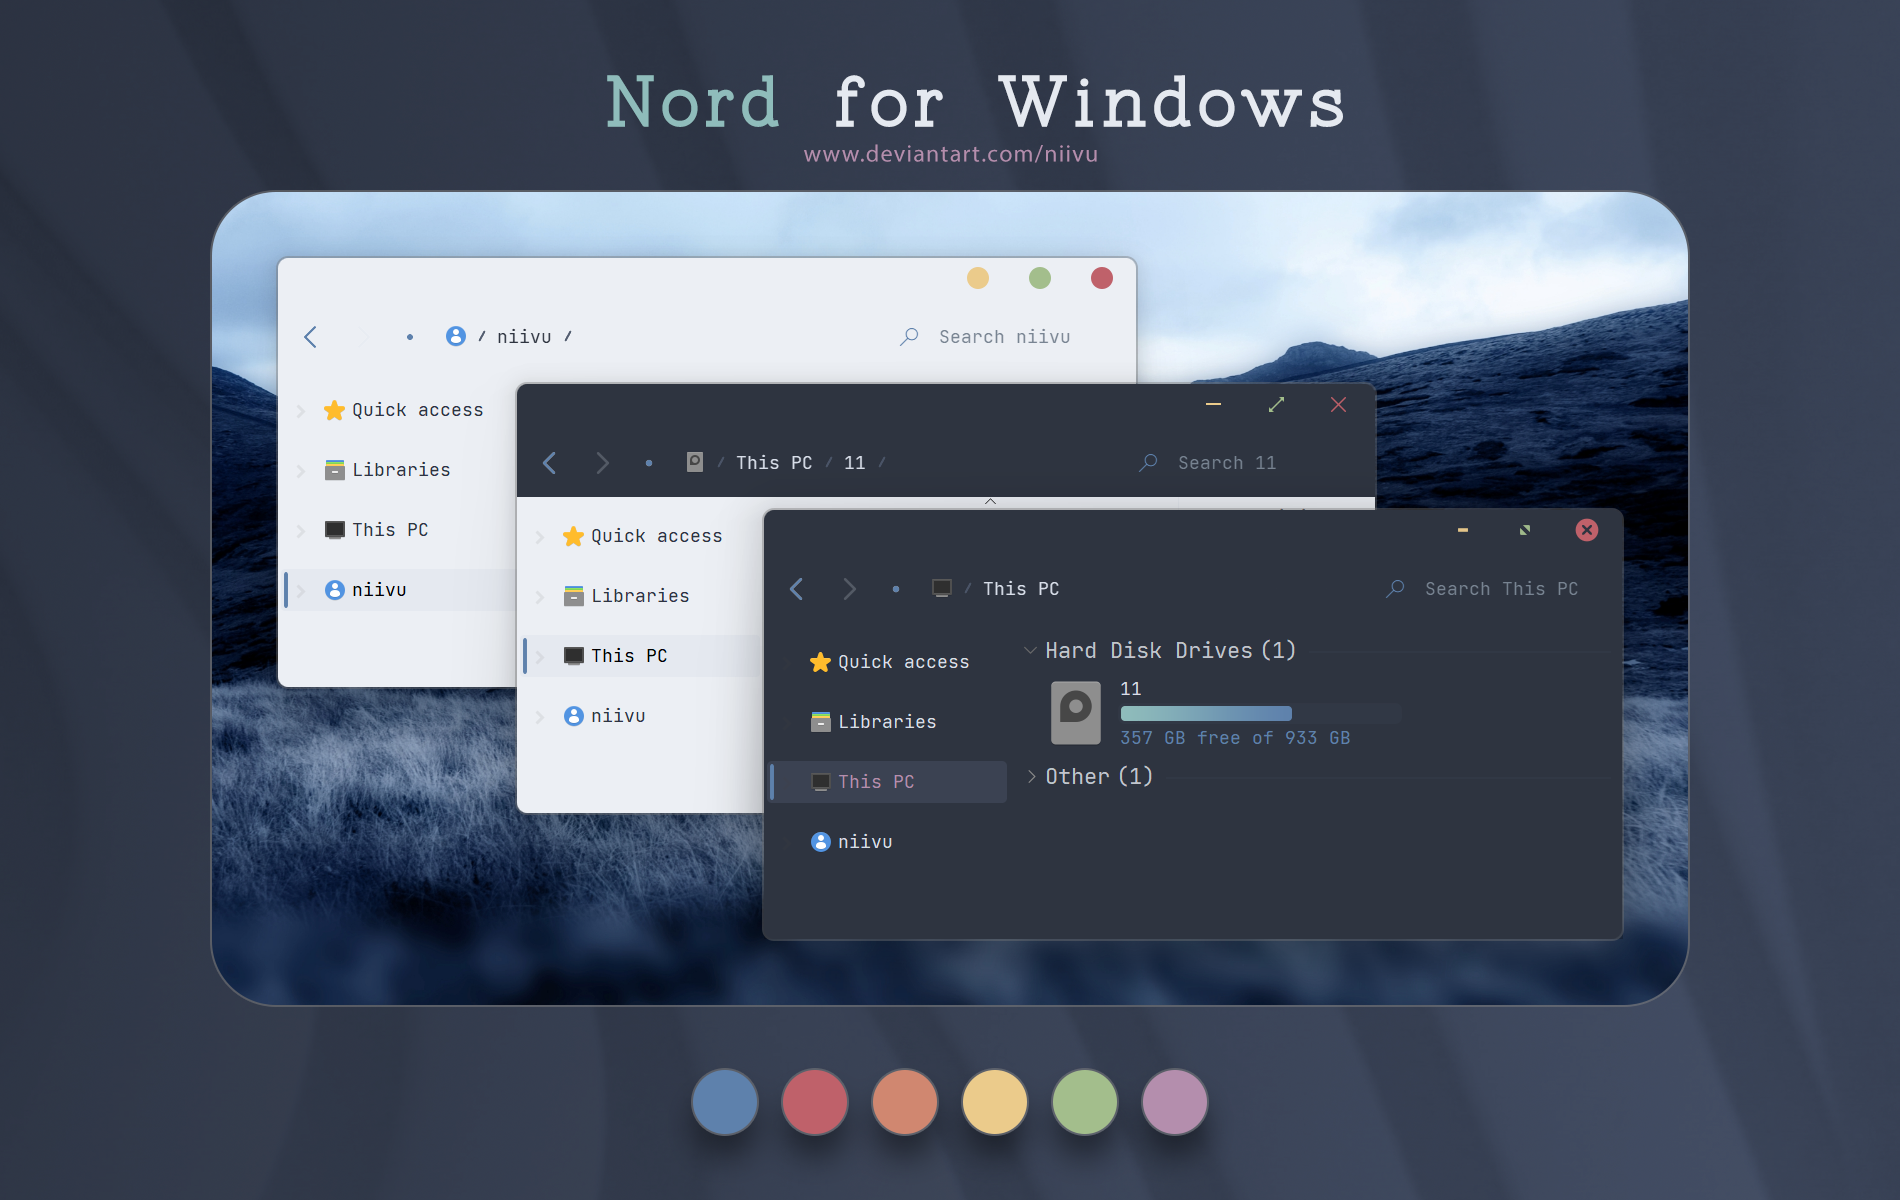 Nord for Windows
www.deviantart.com/niivu
/ niivu /
Search niivu
Quick access
Libraries
This PC
niivu
/ This PC / 11 /
Search 11
Quick access
Libraries
This PC
niivu
/ This PC
Search This PC
Quick access
Libraries
This PC
niivu
Hard Disk Drives (1)
11
357 GB free of 933 GB
Other (1)